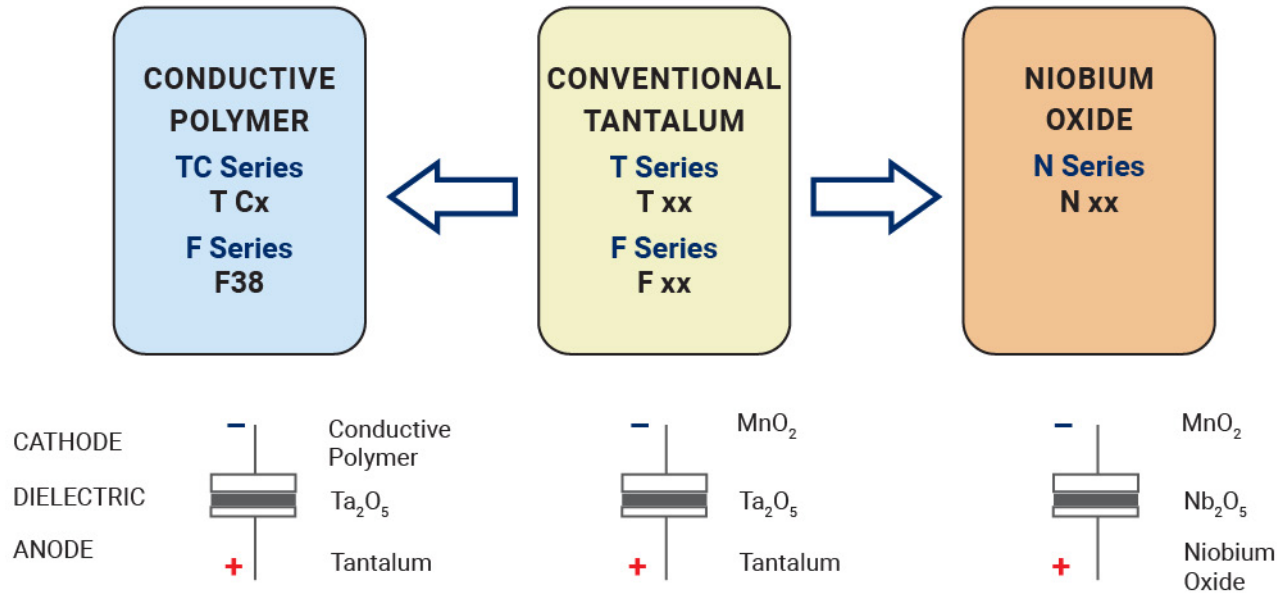 CONDUCTIVE
POLYMER
TC Series
T Cx
F Series
F38
CONVENTIONAL
TANTALUM
T Series
T xx
F Series
F xx
NIOBIUM
OXIDE
N Series
N xx
CATHODE
DIELECTRIC
ANODE
−
Conductive
Polymer
Ta₂O₅
+
Tantalum
−
MnO₂
Ta₂O₅
+
Tantalum
−
MnO₂
Nb₂O₅
+
Niobium
Oxide